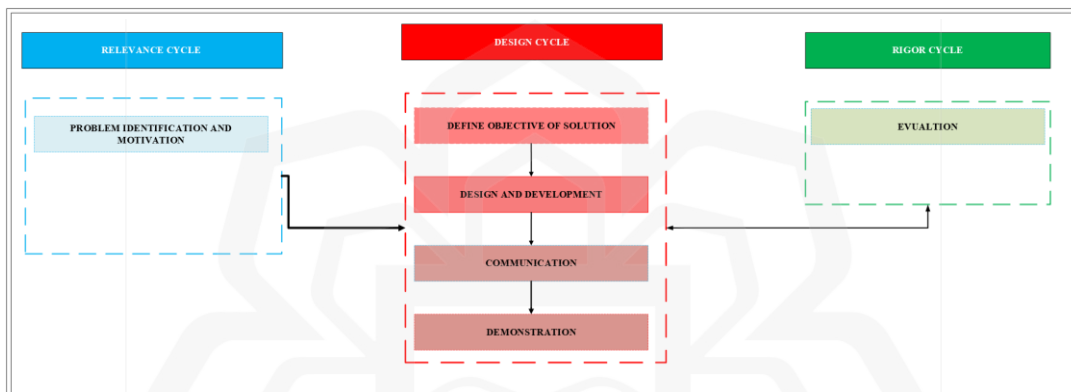 RELEVANCE CYCLE
DESIGN CYCLE
RIGOR CYCLE
PROBLEM IDENTIFICATION AND
MOTIVATION
DEFINE OBJECTIVE OF SOLUTION
DESIGN AND DEVELOPMENT
COMMUNICATION
DEMONSTRATION
EVUALTION